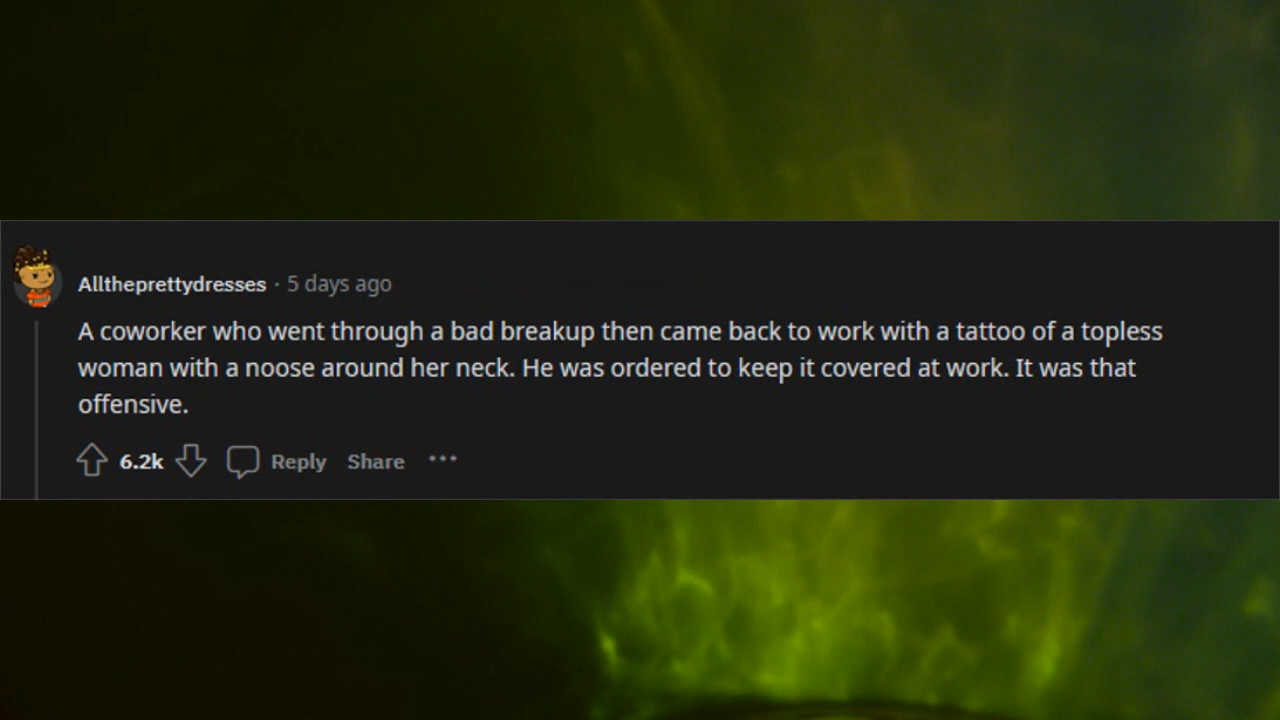 Alltheprettydresses · 5 days ago
A coworker who went through a bad breakup then came back to work with a tattoo of a topless
woman with a noose around her neck. He was ordered to keep it covered at work. It was that
offensive.
6.2k Reply Share ···